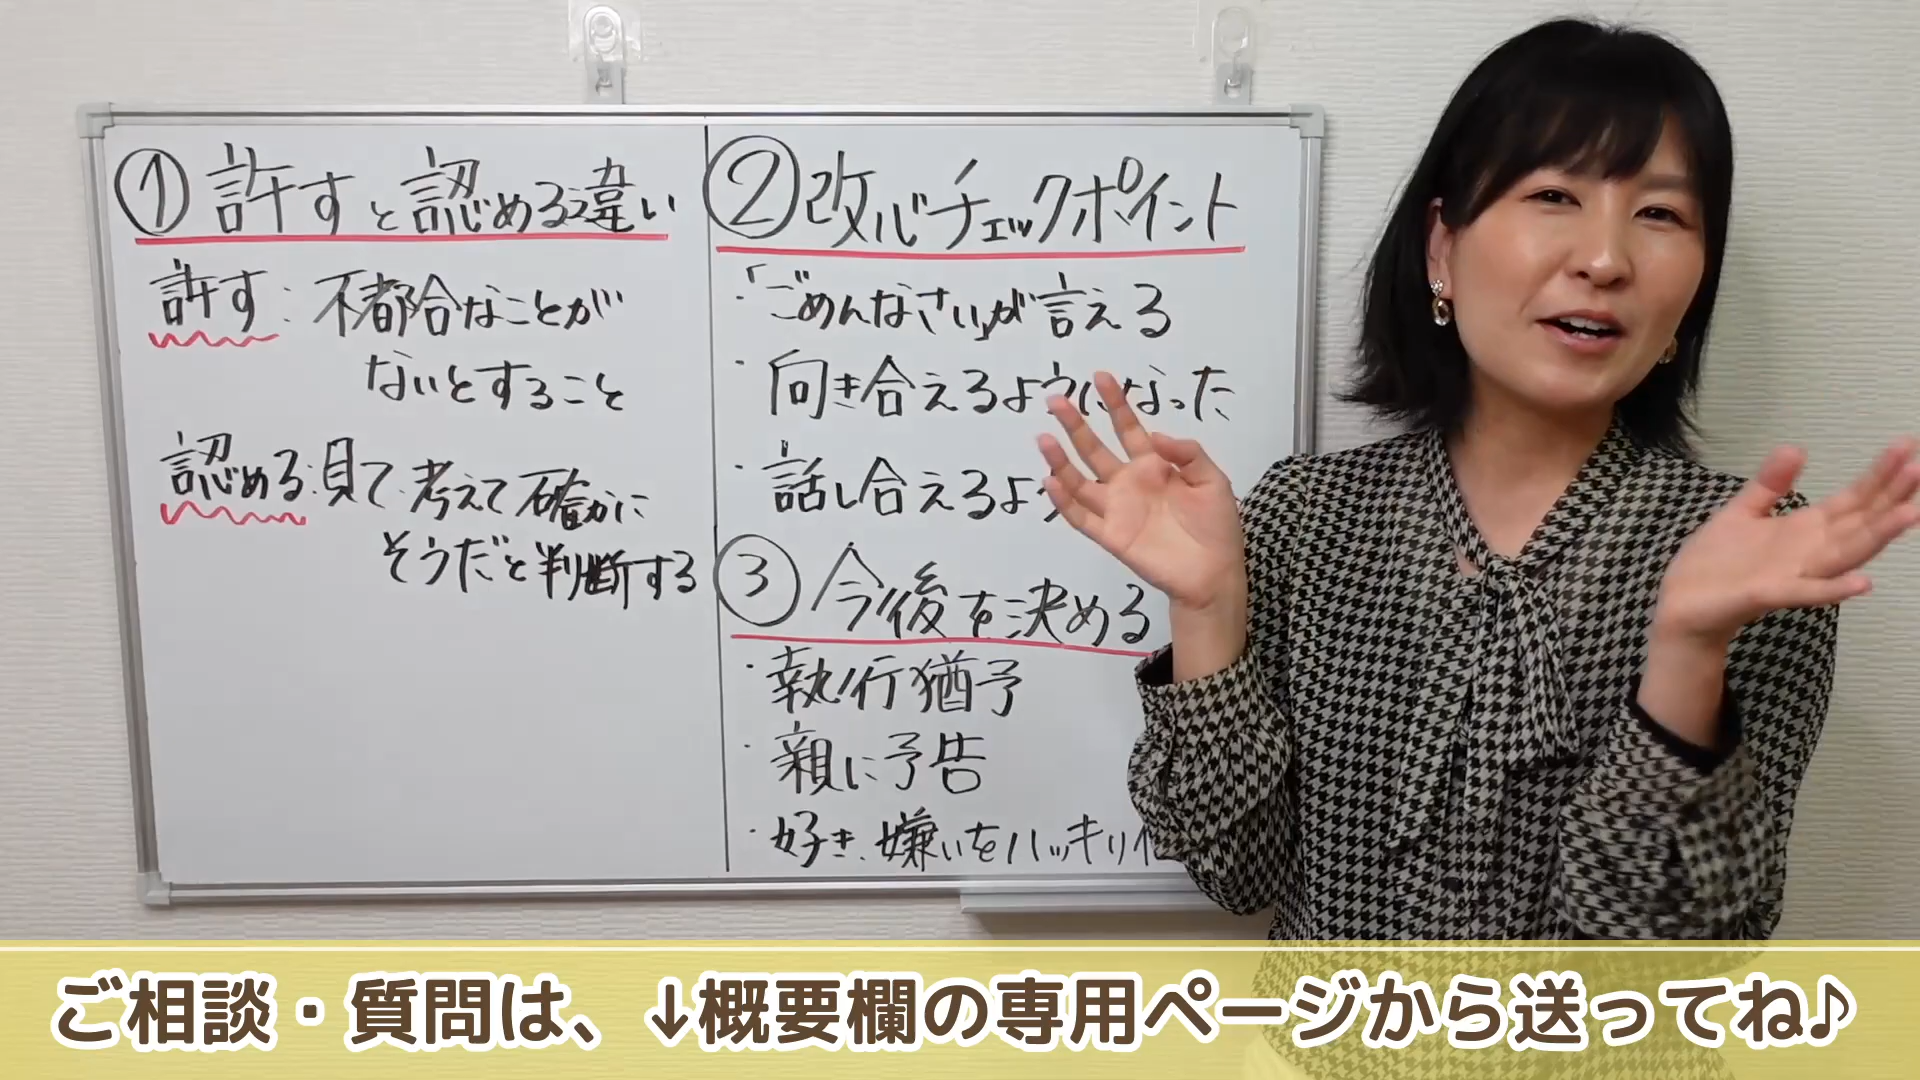 ① 許すと認める違い
許す：不都合なことが
ないとすること
認める：見て、考えて確かに
そうだと判断する
② 改心チェックポイント
・「ごめんなさい」が言える
・向き合えるようになった
・話し合えるよう
③ 今後を決める
・執行猶予
・親に予告
・好き、嫌いをハッキリ
ご相談・質問は、↓概要欄の専用ページから送ってね♪